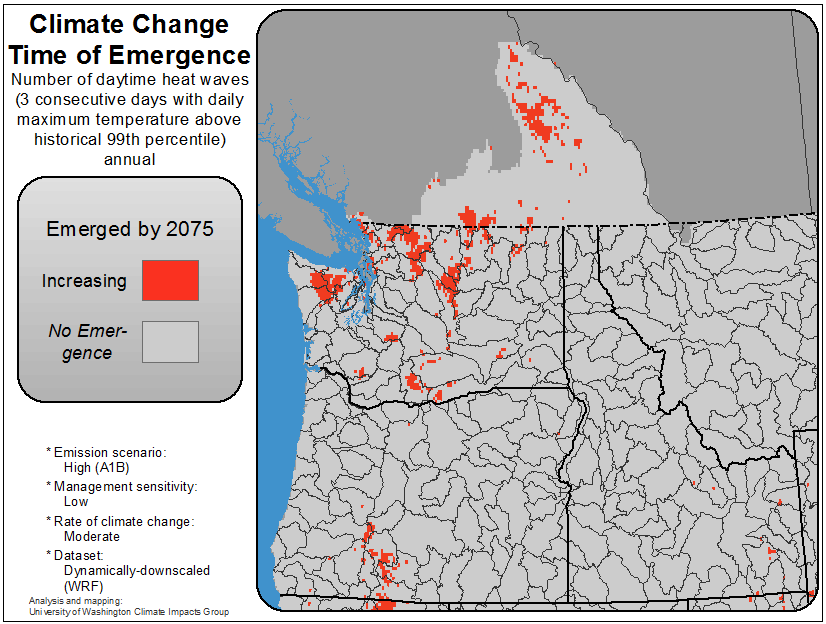 Climate Change
Time of Emergence
Number of daytime heat waves
(3 consecutive days with daily
maximum temperature above
historical 99th percentile)
annual
Emerged by 2075
Increasing
No Emer-
gence
* Emission scenario:
High (A1B)
* Management sensitivity:
Low
* Rate of climate change:
Moderate
* Dataset:
Dynamically-downscaled
(WRF)
Analysis and mapping:
University of Washington Climate Impacts Group